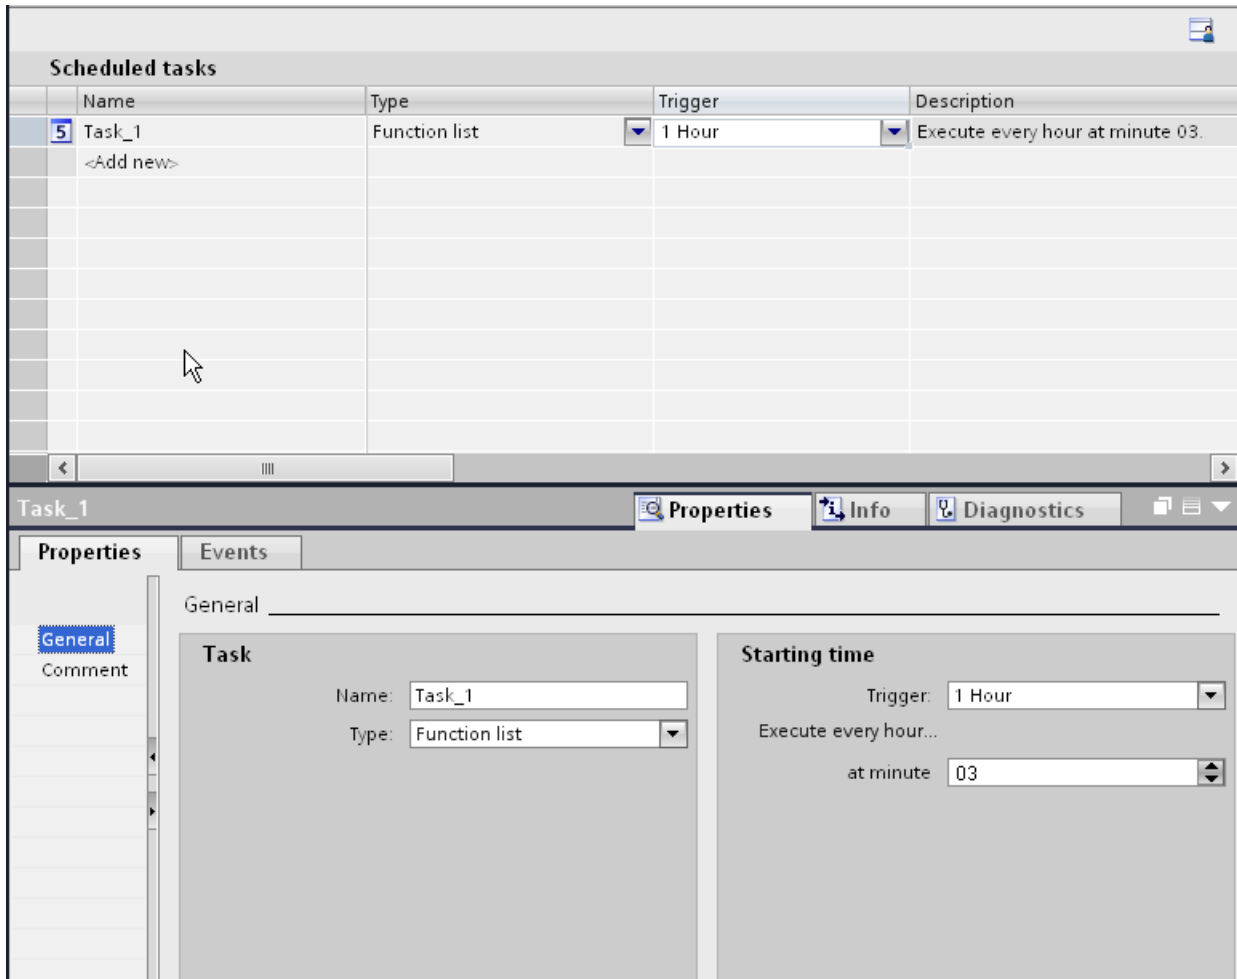 Scheduled tasks
Name Type Trigger Description
5 Task_1 Function list 1 Hour Execute every hour at minute 03.
<Add new>
Task_1 Properties Info Diagnostics
Properties Events
General
General
Comment
Task
Name: Task_1
Type: Function list
Starting time
Trigger: 1 Hour
Execute every hour...
at minute 03